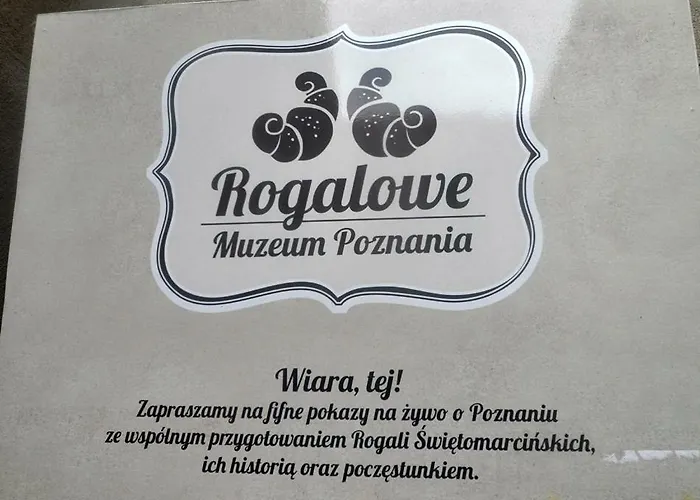 Rogalowe
Muzeum Poznania
Wiara, tej!
Zapraszamy na fifne pokazy na żywo o Poznaniu
ze wspólnym przygotowaniem Rogali Świętomarcińskich,
ich historią oraz poczęstunkiem.